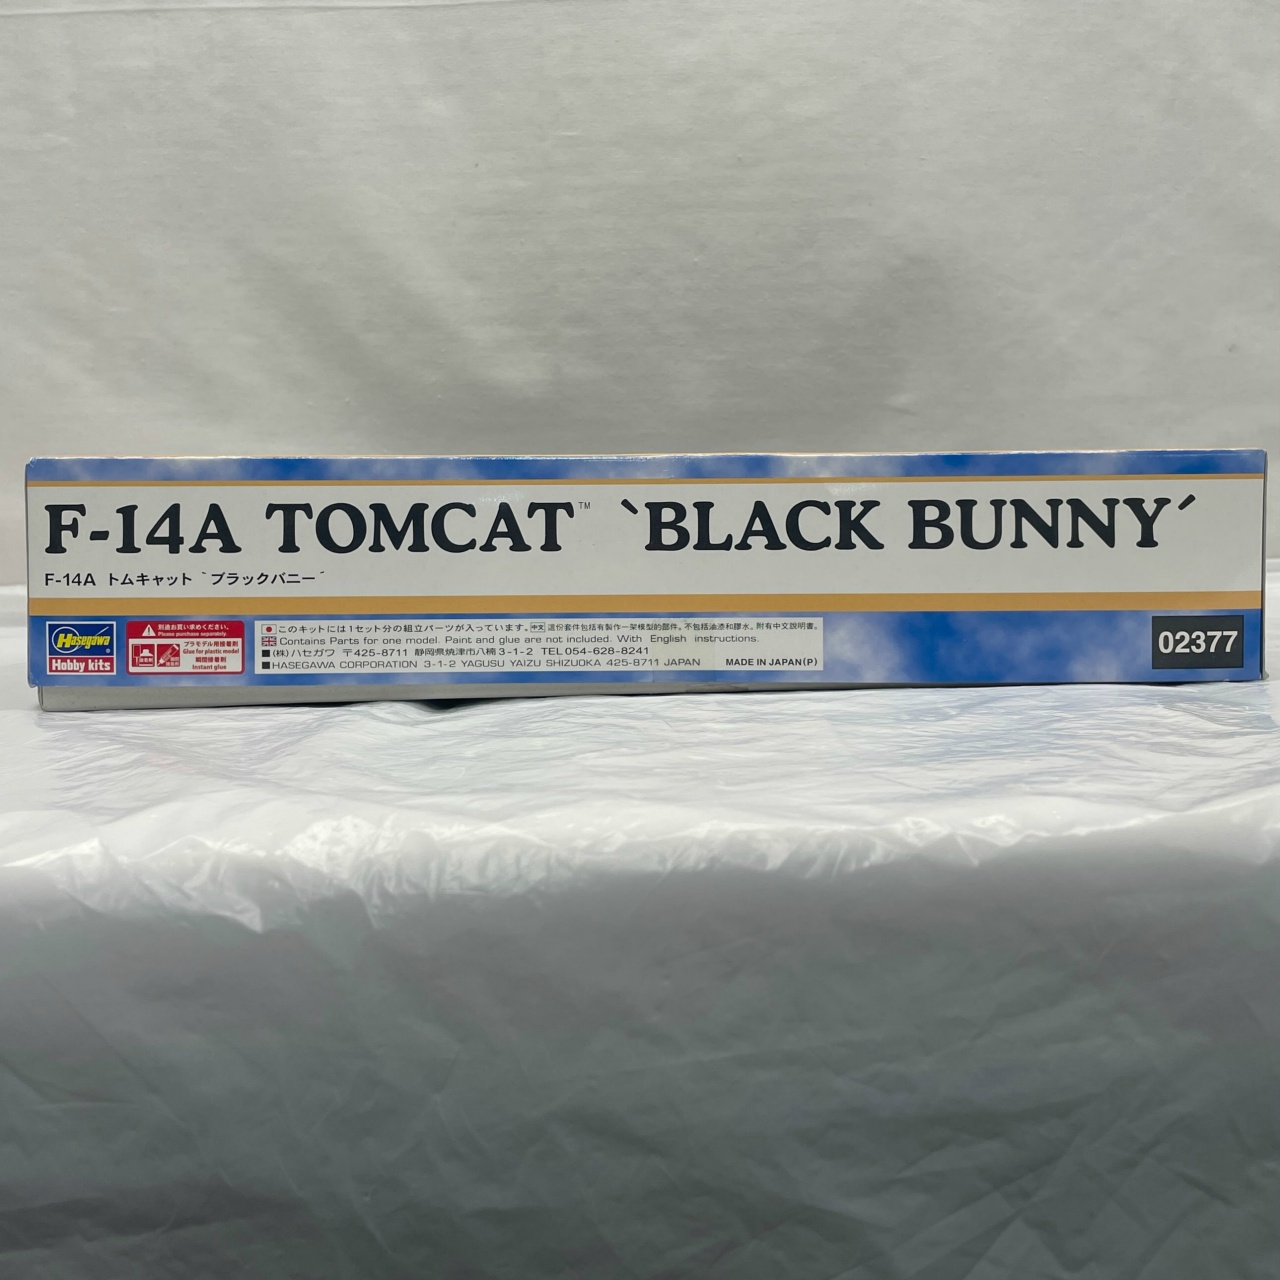 F-14A TOMCAT™ `BLACK BUNNY´
F-14A トムキャット `ブラックバニー´
Hasegawa
Hobby kits
別途お買い求めください。
Please purchase separately.
プラモデル用接着剤
Glue for plastic model
瞬間接着剤
Instant glue
このキットには1セット分の組立パーツが入っています。 中文 這份套件包括有製作一架模型的部件。不包括油漆和膠水。附有中文説明書。
Contains Parts for one model. Paint and glue are not included. With English instructions.
■(株)ハセガワ 〒425-8711 静岡県焼津市八楠3-1-2 TEL 054-628-8241
■HASEGAWA CORPORATION 3-1-2 YAGUSU YAIZU SHIZUOKA 425-8711 JAPAN
MADE IN JAPAN(P)
02377